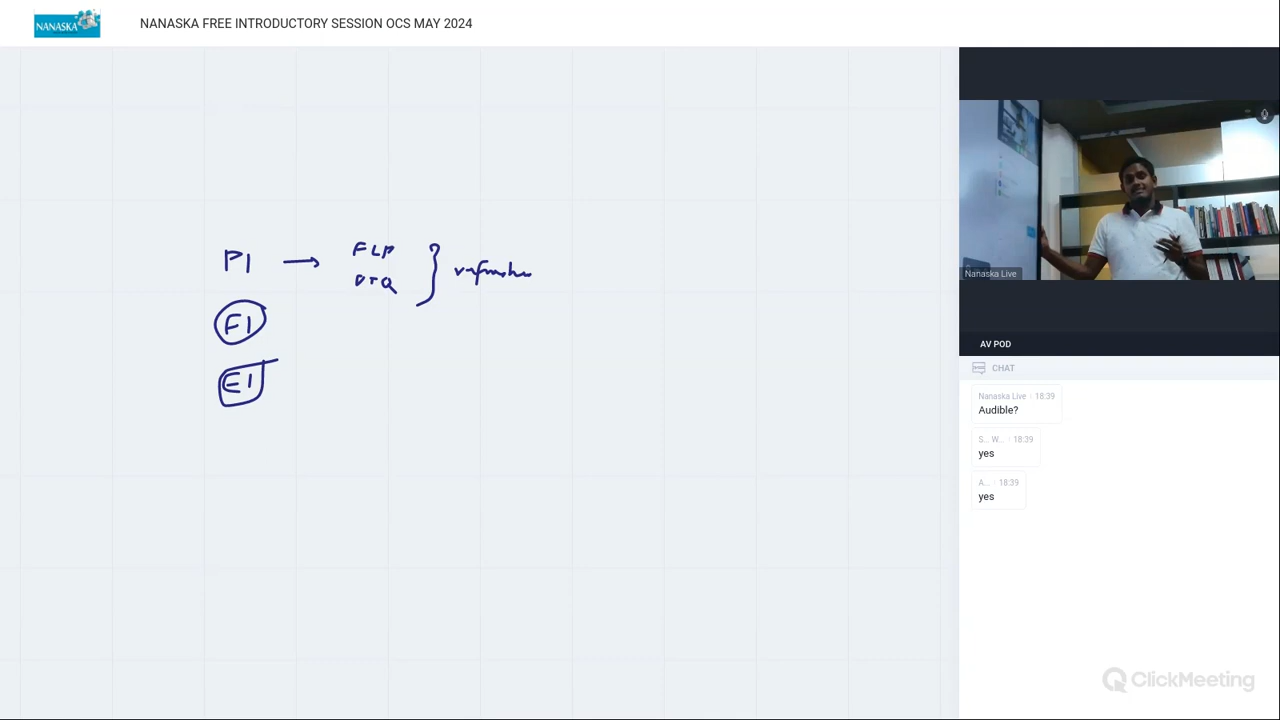 NANASKA
NANASKA FREE INTRODUCTORY SESSION OCS MAY 2024
P1 → FLP
DTQ
F1
E1
Nanaska Live
AV POD
CHAT
Nanaska Live 18:39
Audible?
S... W... 18:39
yes
A... 18:39
yes
ClickMeeting